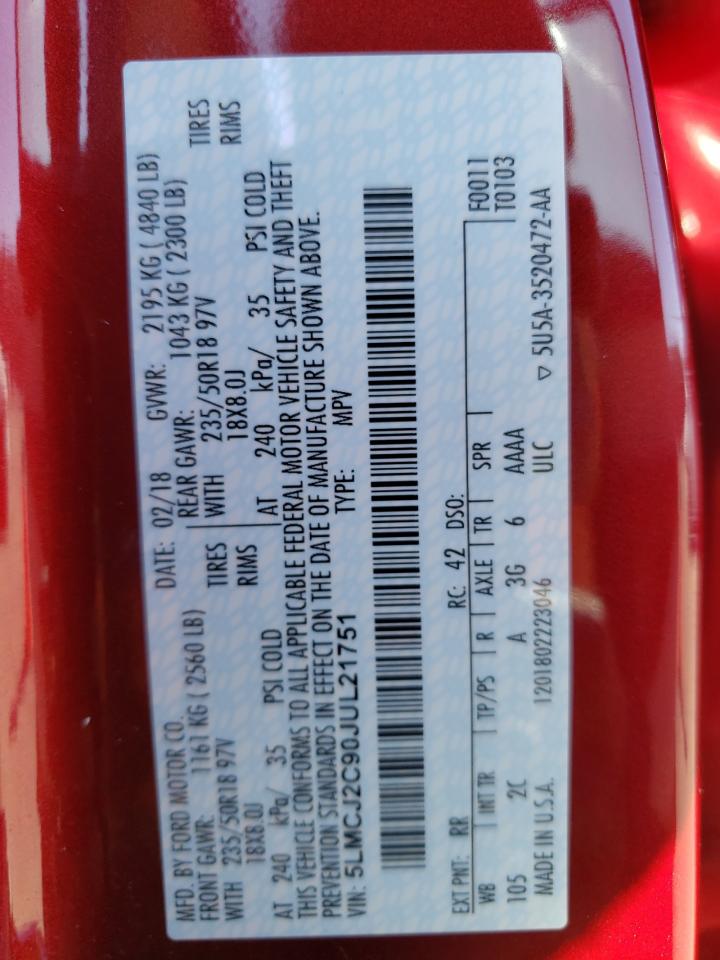 MFD. BY FORD MOTOR CO. DATE: 02/18 GVWR: 2195 KG ( 4840 LB)
FRONT GAWR: 1161 KG ( 2560 LB) REAR GAWR: 1043 KG ( 2300 LB)
WITH 235/50R18 97V TIRES WITH 235/50R18 97V TIRES
18X8.0J RIMS 18X8.0J RIMS
AT 240 kPa/ 35 PSI COLD AT 240 kPa/ 35 PSI COLD
THIS VEHICLE CONFORMS TO ALL APPLICABLE FEDERAL MOTOR VEHICLE SAFETY AND THEFT
PREVENTION STANDARDS IN EFFECT ON THE DATE OF MANUFACTURE SHOWN ABOVE.
VIN: 5LMCJ2C90JUL21751 TYPE: MPV
EXT PNT: RR RC: 42 DSO: F0011
WB INT TR TP/PS R AXLE TR SPR T0103
105 2C A 3G 6 AAAA
MADE IN U.S.A. 1201802223046 ULC ▽ 5U5A-3520472-AA